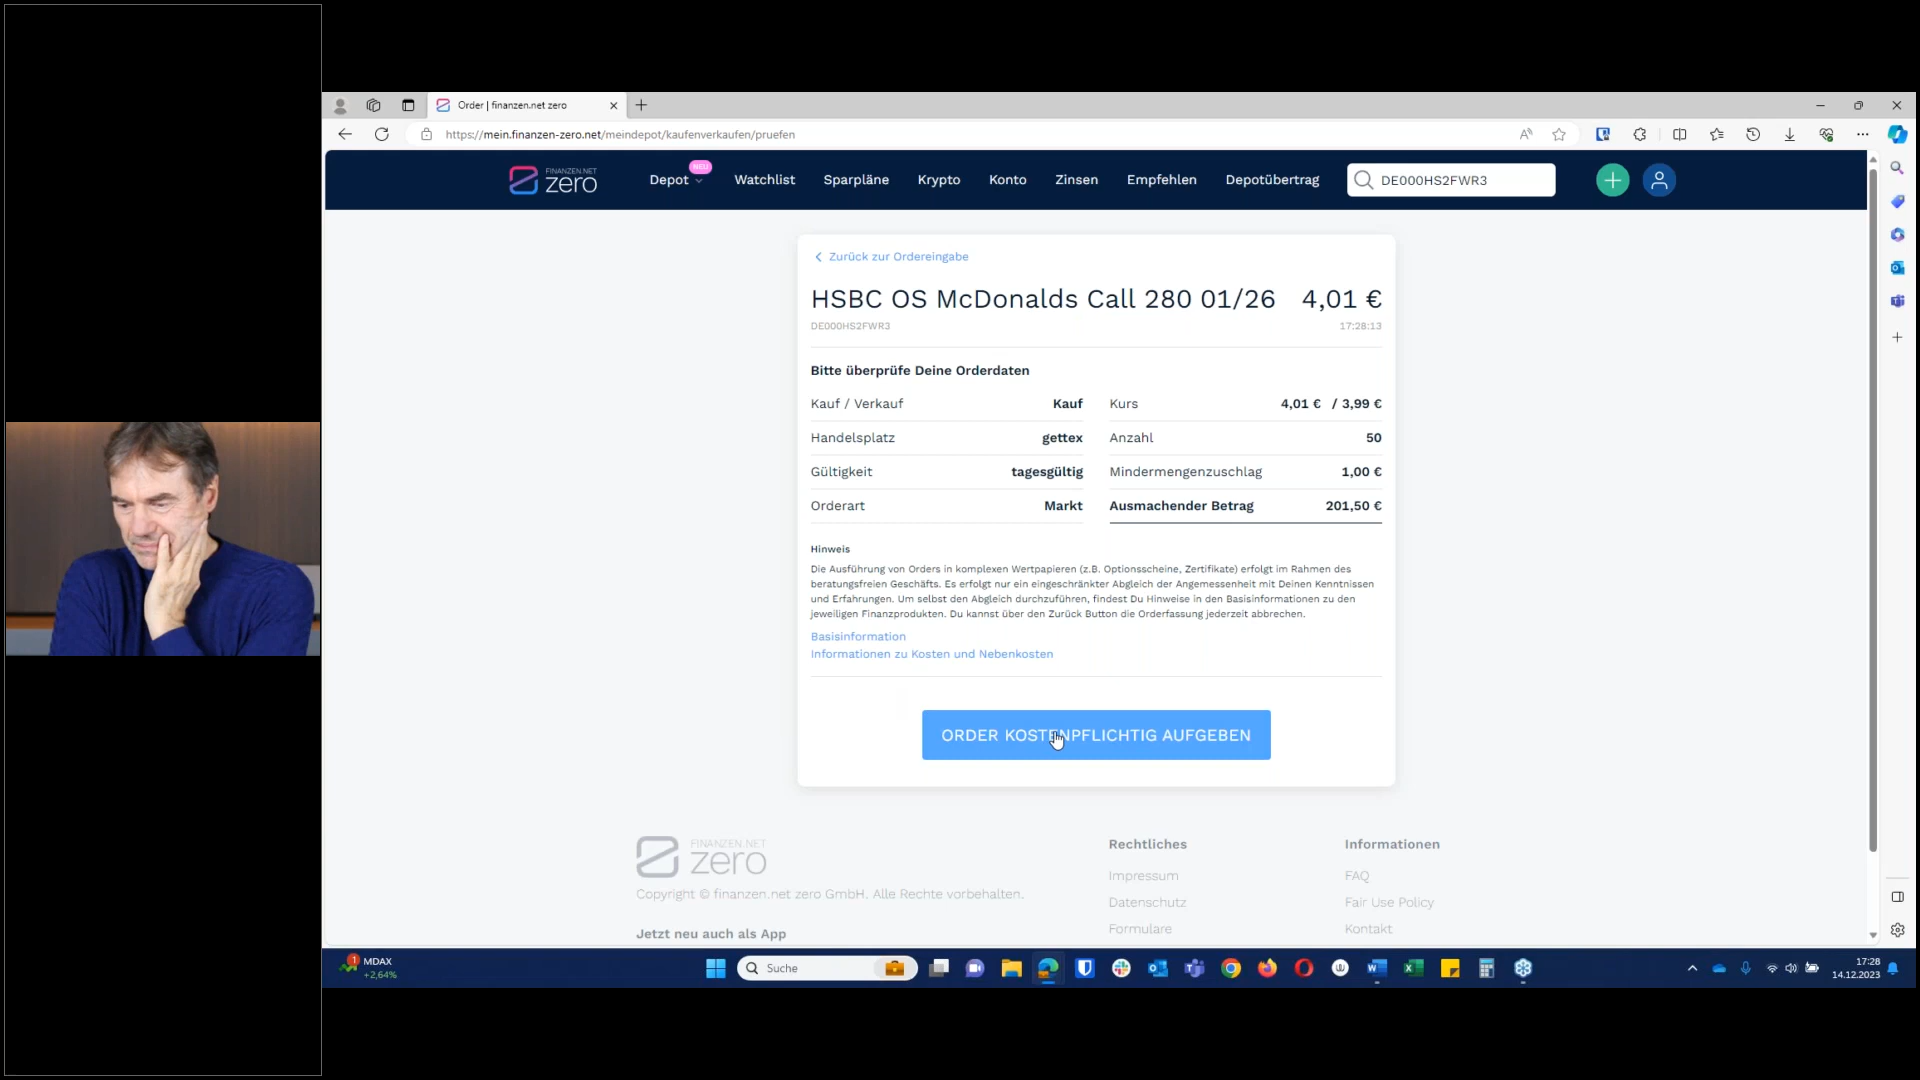 Order | finanzen.net zero
https://mein.finanzen-zero.net/meindepot/kaufenverkaufen/pruefen
FINANZEN.NET
zero
Depot
NEU
Watchlist
Sparpläne
Krypto
Konto
Zinsen
Empfehlen
Depotübertrag
DE000HS2FWR3
Zurück zur Ordereingabe
HSBC OS McDonalds Call 280 01/26 4,01 €
DE000HS2FWR3 17:28:13
Bitte überprüfe Deine Orderdaten
Kauf / Verkauf Kauf
Kurs 4,01 € / 3,99 €
Handelsplatz gettex
Anzahl 50
Gültigkeit tagesgültig
Mindermengenzuschlag 1,00 €
Orderart Markt
Ausmachender Betrag 201,50 €
Hinweis
Die Ausführung von Orders in komplexen Wertpapieren (z.B. Optionsscheine, Zertifikate) erfolgt im Rahmen des
beratungsfreien Geschäfts. Es erfolgt nur ein eingeschränkter Abgleich der Angemessenheit mit Deinen Kenntnissen
und Erfahrungen. Um selbst den Abgleich durchzuführen, findest Du Hinweise in den Basisinformationen zu den
jeweiligen Finanzprodukten. Du kannst über den Zurück Button die Orderfassung jederzeit abbrechen.
Basisinformation
Informationen zu Kosten und Nebenkosten
ORDER KOSTENPFLICHTIG AUFGEBEN
FINANZEN.NET
zero
Copyright © finanzen.net zero GmbH. Alle Rechte vorbehalten.
Jetzt neu auch als App
Rechtliches
Impressum
Datenschutz
Formulare
Informationen
FAQ
Fair Use Policy
Kontakt
1
MDAX
+2,64%
Suche
17:28
14.12.2023